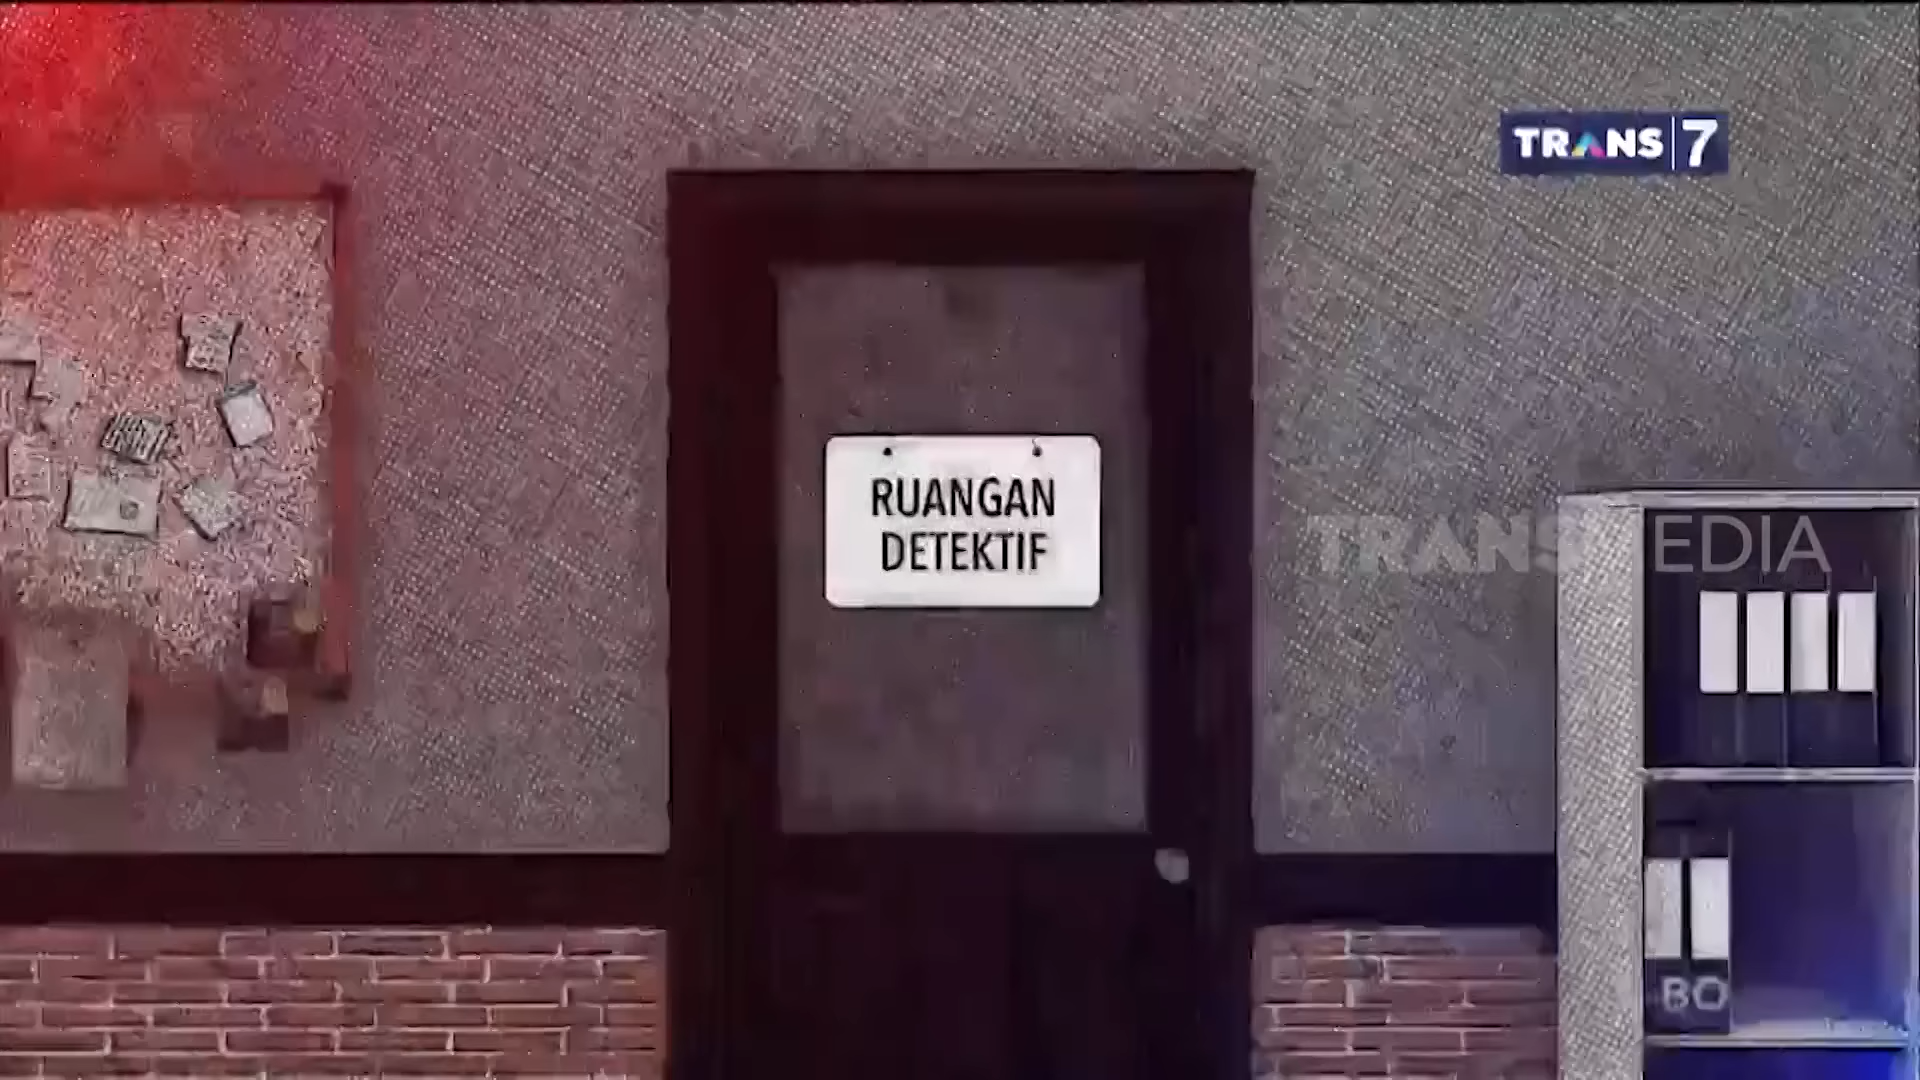 TRANS|7
RUANGAN
DETEKTIF
TRANS EDIA
BO